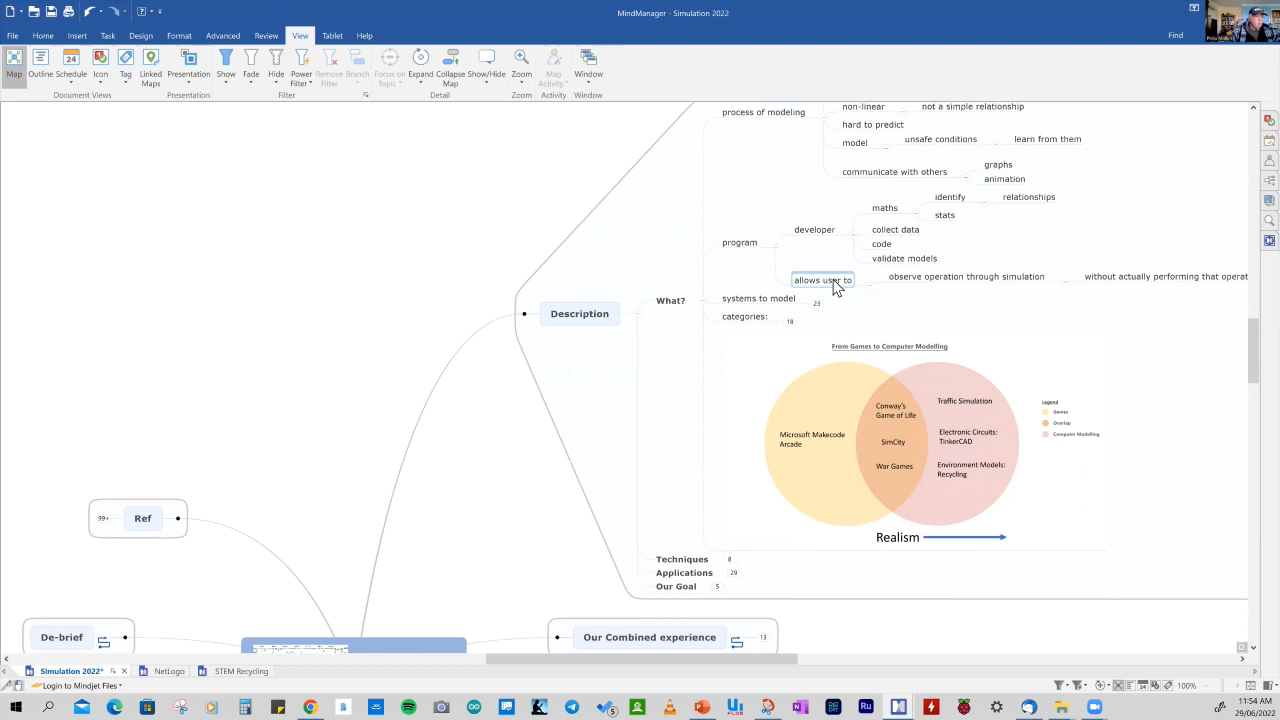 MindManager - Simulation 2022
File
Home
Insert
Task
Design
Format
Advanced
Review
View
Tablet
Help
Find
Map
Outline
Schedule
Icon
Tag
Linked Maps
Presentation
Show
Fade
Hide
Power Filter
Remove Filter
Branch
Focus on Topic
Expand
Collapse Map
Show/Hide
Zoom
Map Activity
Window
Document Views
Presentation
Filter
Detail
Zoom
Activity
Window
process of modeling
non-linear
not a simple relationship
hard to predict
model
unsafe conditions
learn from them
communicate with others
graphs
animation
program
developer
maths
identify
relationships
stats
collect data
code
validate models
allows user to
observe operation through simulation
without actually performing that operat
What?
systems to model
23
categories:
18
Description
From Games to Computer Modelling
Microsoft Makecode
Arcade
Conway's
Game of Life
SimCity
War Games
Traffic Simulation
Electronic Circuits:
TinkerCAD
Environment Models:
Recycling
Legend
Games
Overlap
Computer Modelling
Realism
Techniques
8
Applications
29
Our Goal
5
99+
Ref
De-brief
Our Combined experience
13
Simulation 2022*
NetLogo
STEM Recycling
Login to Mindjet Files
100%
11:54 AM
29/06/2022